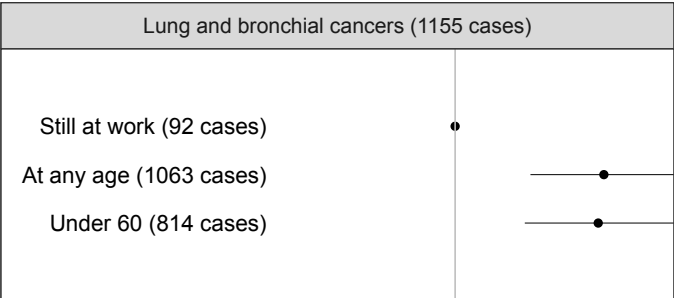 Lung and bronchial cancers (1155 cases)
Still at work (92 cases)
At any age (1063 cases)
Under 60 (814 cases)